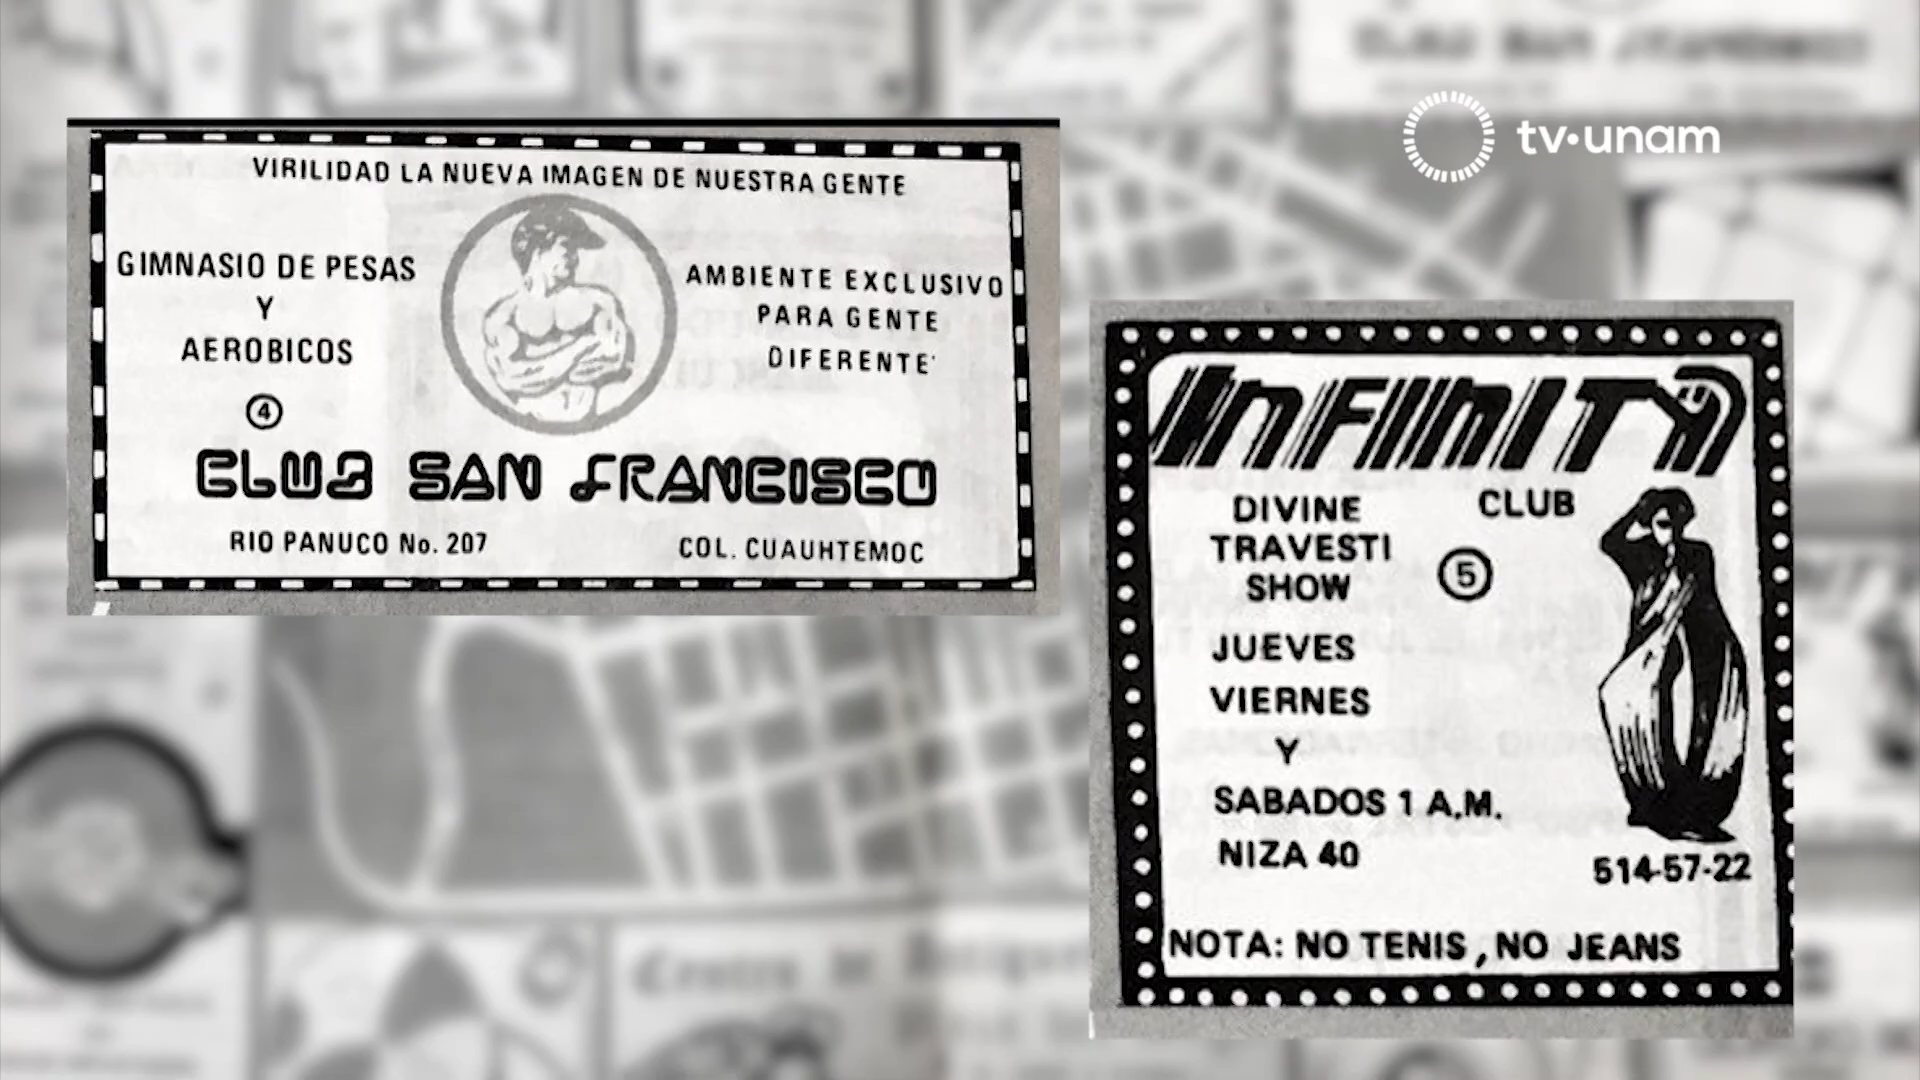 tv·unam
VIRILIDAD LA NUEVA IMAGEN DE NUESTRA GENTE
GIMNASIO DE PESAS
Y
AEROBICOS
4
AMBIENTE EXCLUSIVO
PARA GENTE
DIFERENTE
CLUB SAN FRANCISCO
RIO PANUCO No. 207
COL. CUAUHTEMOC
INFINITY
CLUB
DIVINE
TRAVESTI
SHOW
5
JUEVES
VIERNES
Y
SABADOS 1 A.M.
NIZA 40
514-57-22
NOTA: NO TENIS, NO JEANS